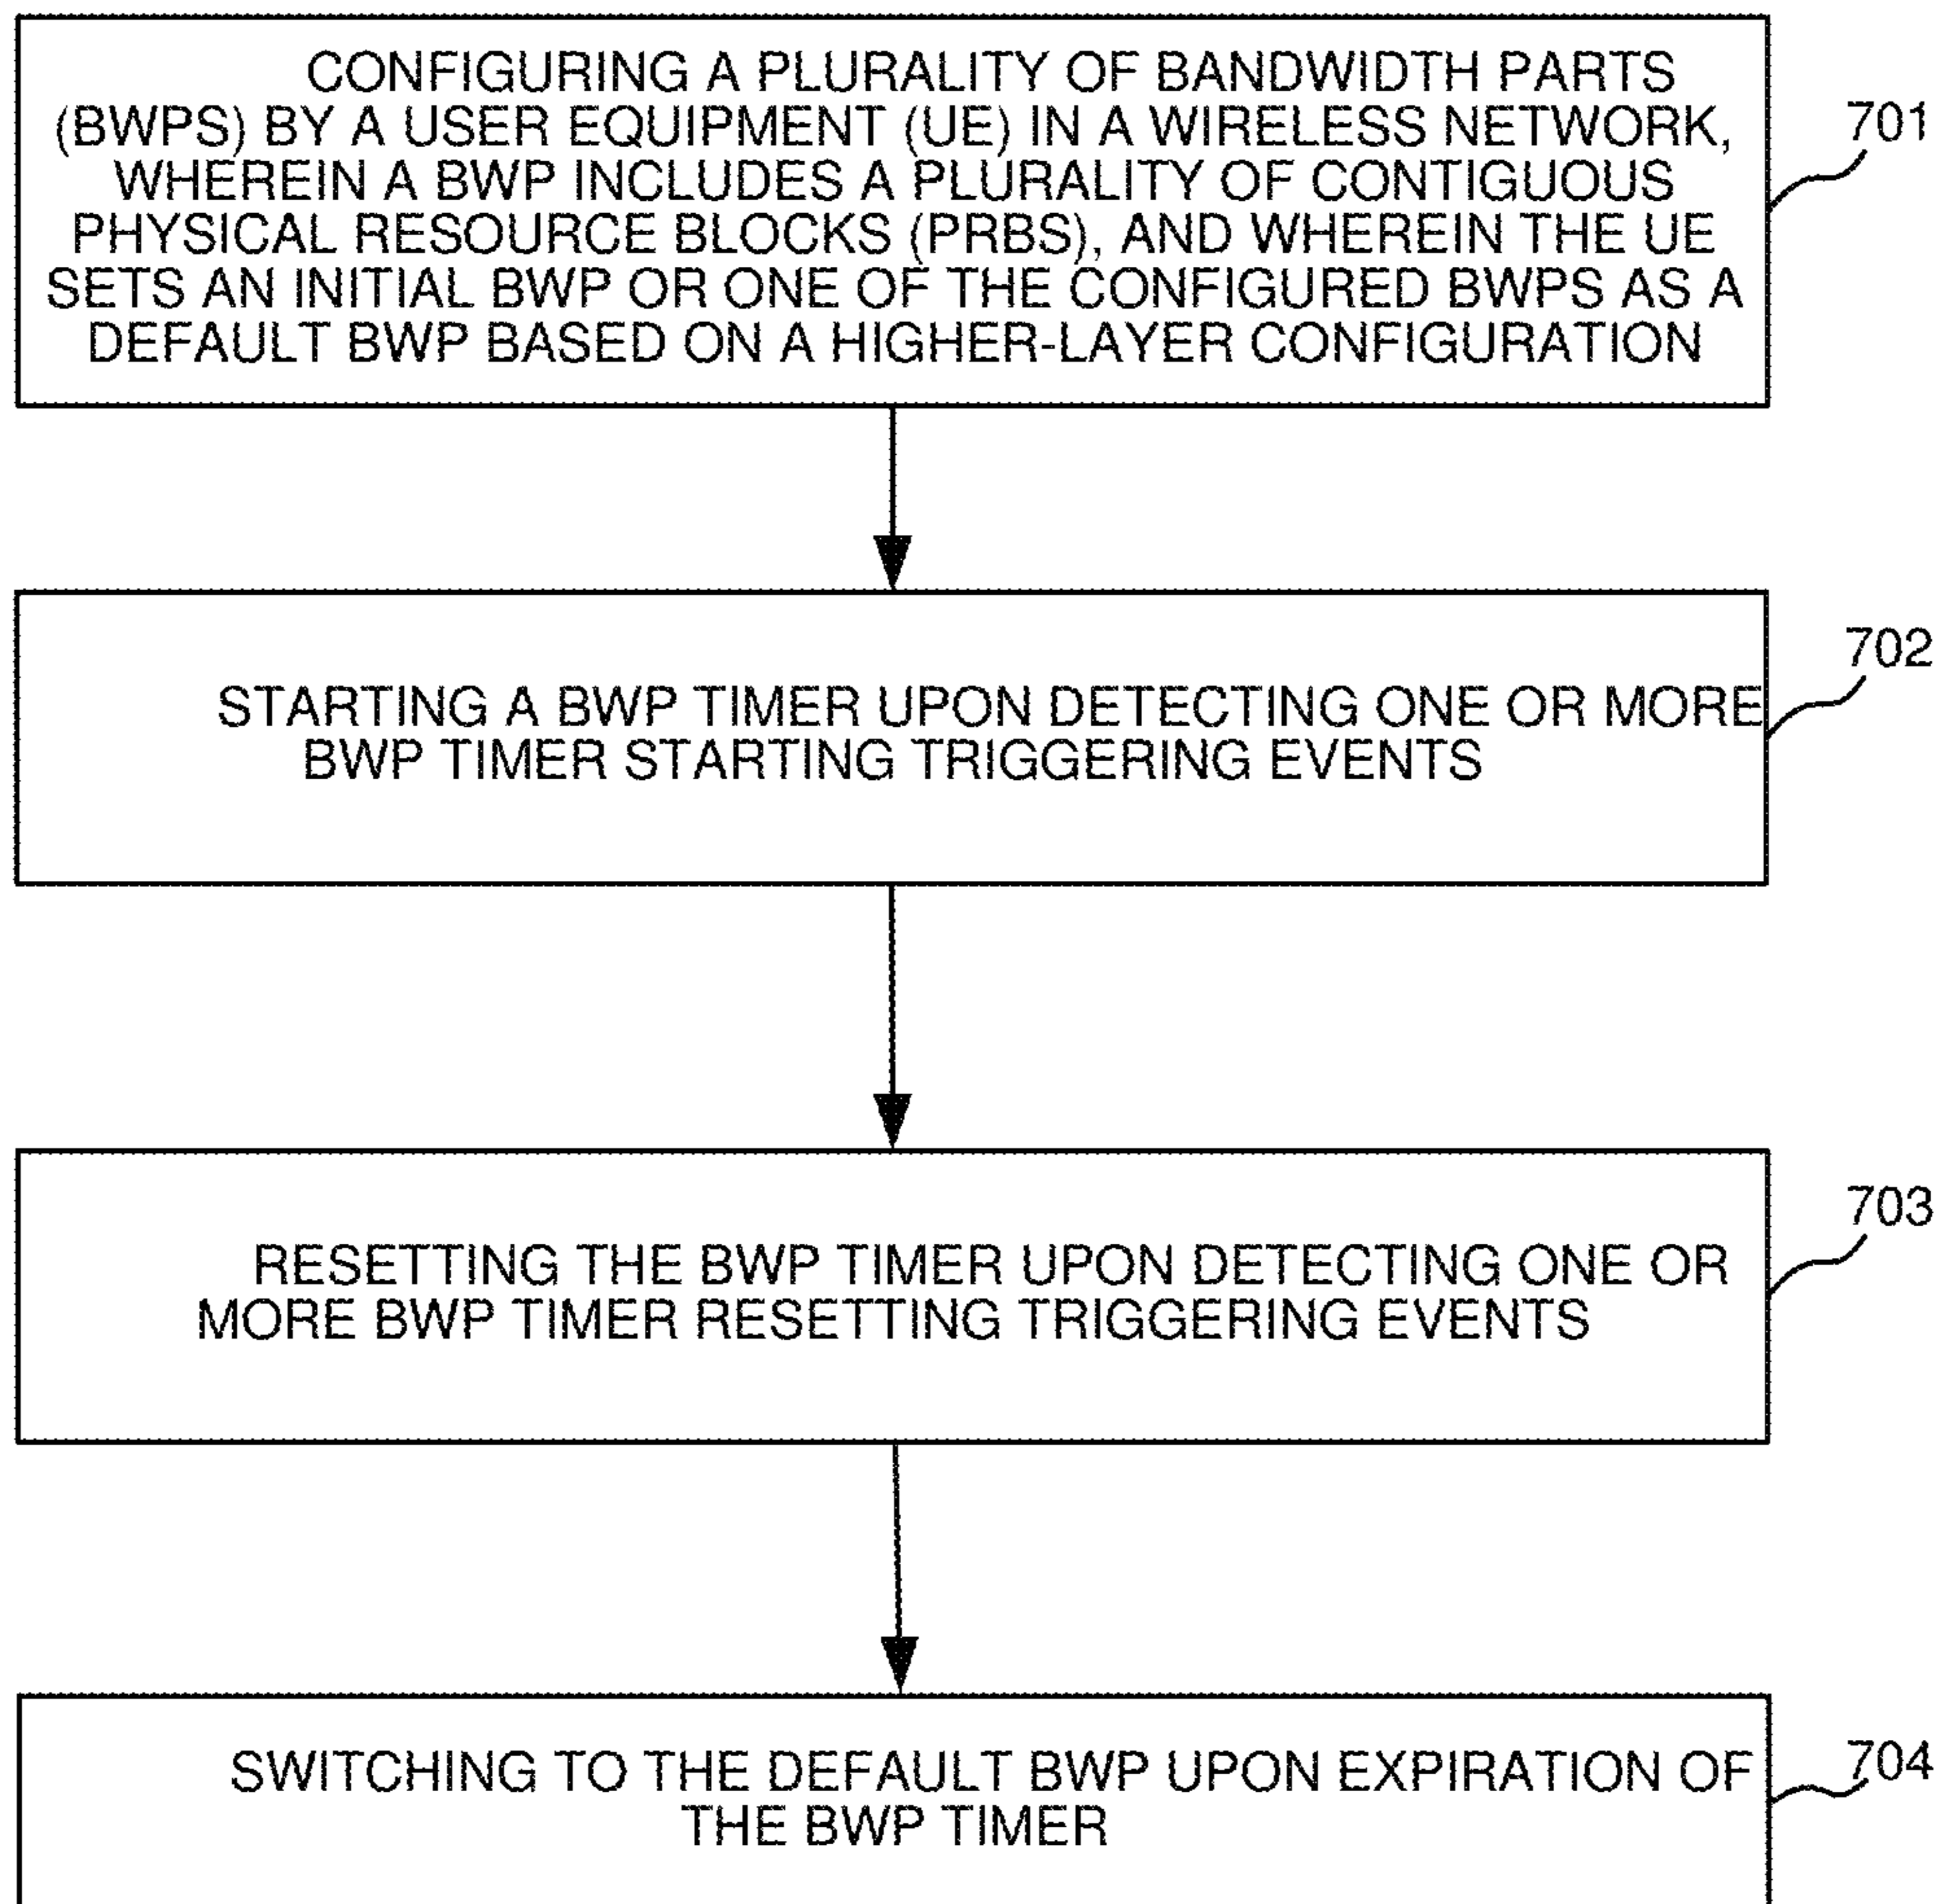 CONFIGURING A PLURALITY OF BANDWIDTH PARTS
(BWPS) BY A USER EQUIPMENT (UE) IN A WIRELESS NETWORK,
WHEREIN A BWP INCLUDES A PLURALITY OF CONTIGUOUS
PHYSICAL RESOURCE BLOCKS (PRBS), AND WHEREIN THE UE
SETS AN INITIAL BWP OR ONE OF THE CONFIGURED BWPS AS A
DEFAULT BWP BASED ON A HIGHER-LAYER CONFIGURATION
701
STARTING A BWP TIMER UPON DETECTING ONE OR MORE
BWP TIMER STARTING TRIGGERING EVENTS
702
RESETTING THE BWP TIMER UPON DETECTING ONE OR
MORE BWP TIMER RESETTING TRIGGERING EVENTS
703
SWITCHING TO THE DEFAULT BWP UPON EXPIRATION OF
THE BWP TIMER
704